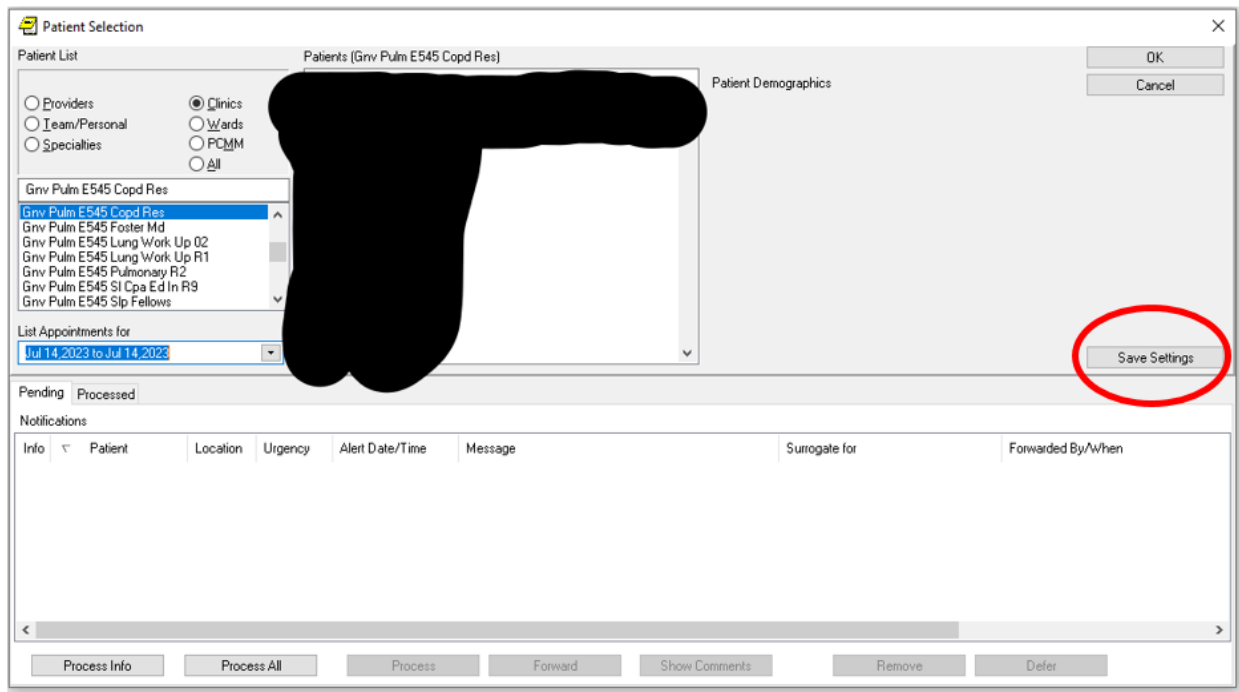 Patient Selection
Patient List
Patients (Gnv Pulm E545 Copd Res)
OK
Patient Demographics
Cancel
Providers
Clinics
Team/Personal
Wards
Specialties
PCMM
All
Gnv Pulm E545 Copd Res
Gnv Pulm E545 Copd Res
Gnv Pulm E545 Foster Md
Gnv Pulm E545 Lung Work Up 02
Gnv Pulm E545 Lung Work Up R1
Gnv Pulm E545 Pulmonary R2
Gnv Pulm E545 Sl Cpa Ed In R9
Gnv Pulm E545 Slp Fellows
List Appointments for
Jul 14,2023 to Jul 14,2023
Save Settings
Pending Processed
Notifications
Info Patient Location Urgency Alert Date/Time Message Surrogate for Forwarded By/When
Process Info Process All Process Forward Show Comments Remove Defer